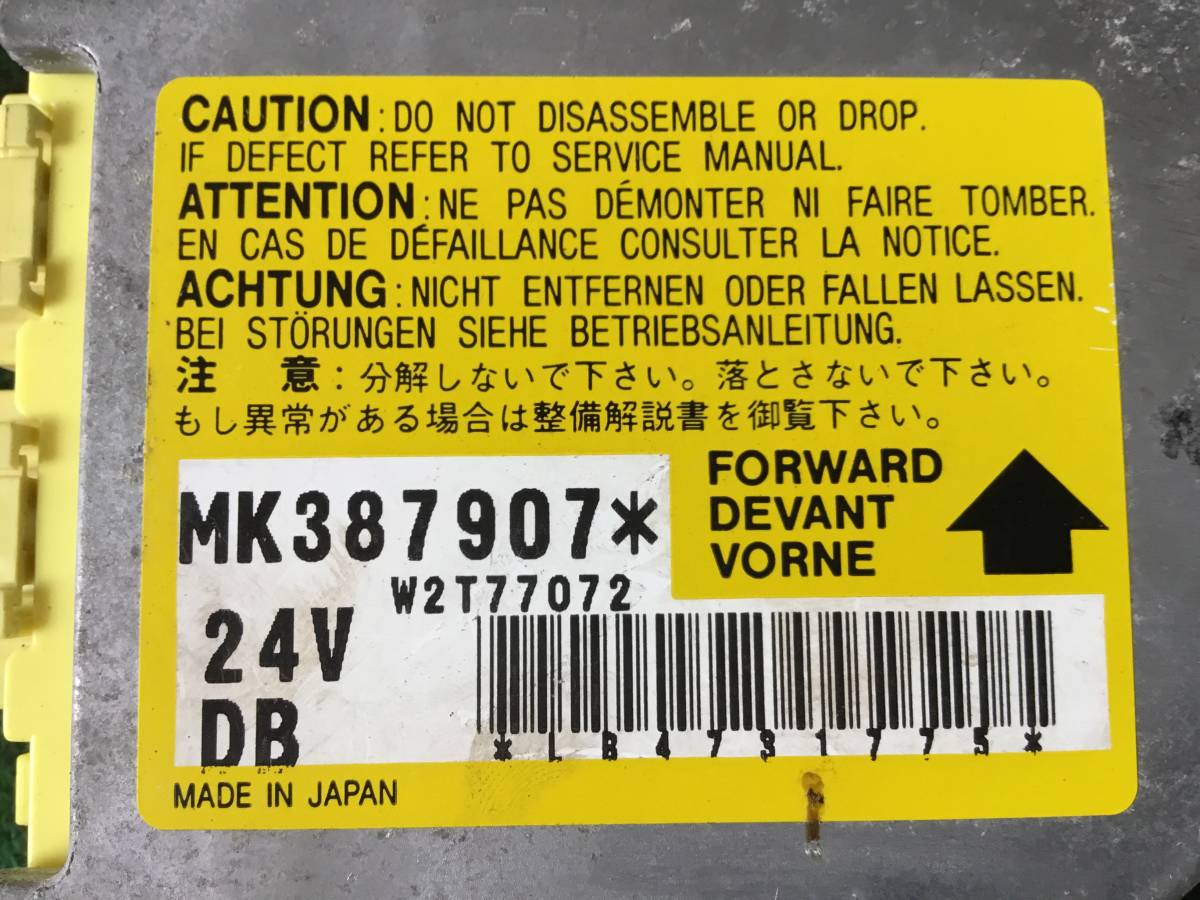 CAUTION : DO NOT DISASSEMBLE OR DROP.
IF DEFECT REFER TO SERVICE MANUAL.
ATTENTION : NE PAS DÉMONTER NI FAIRE TOMBER.
EN CAS DE DÉFAILLANCE CONSULTER LA NOTICE.
ACHTUNG : NICHT ENTFERNEN ODER FALLEN LASSEN.
BEI STÖRUNGEN SIEHE BETRIEBSANLEITUNG.
注 意 : 分解しないで下さい。落とさないで下さい。
もし異常がある場合は整備解説書を御覧下さい。
FORWARD
DEVANT
VORNE
MK387907*
W2T77072
24V
DB
*LB4731775*
MADE IN JAPAN